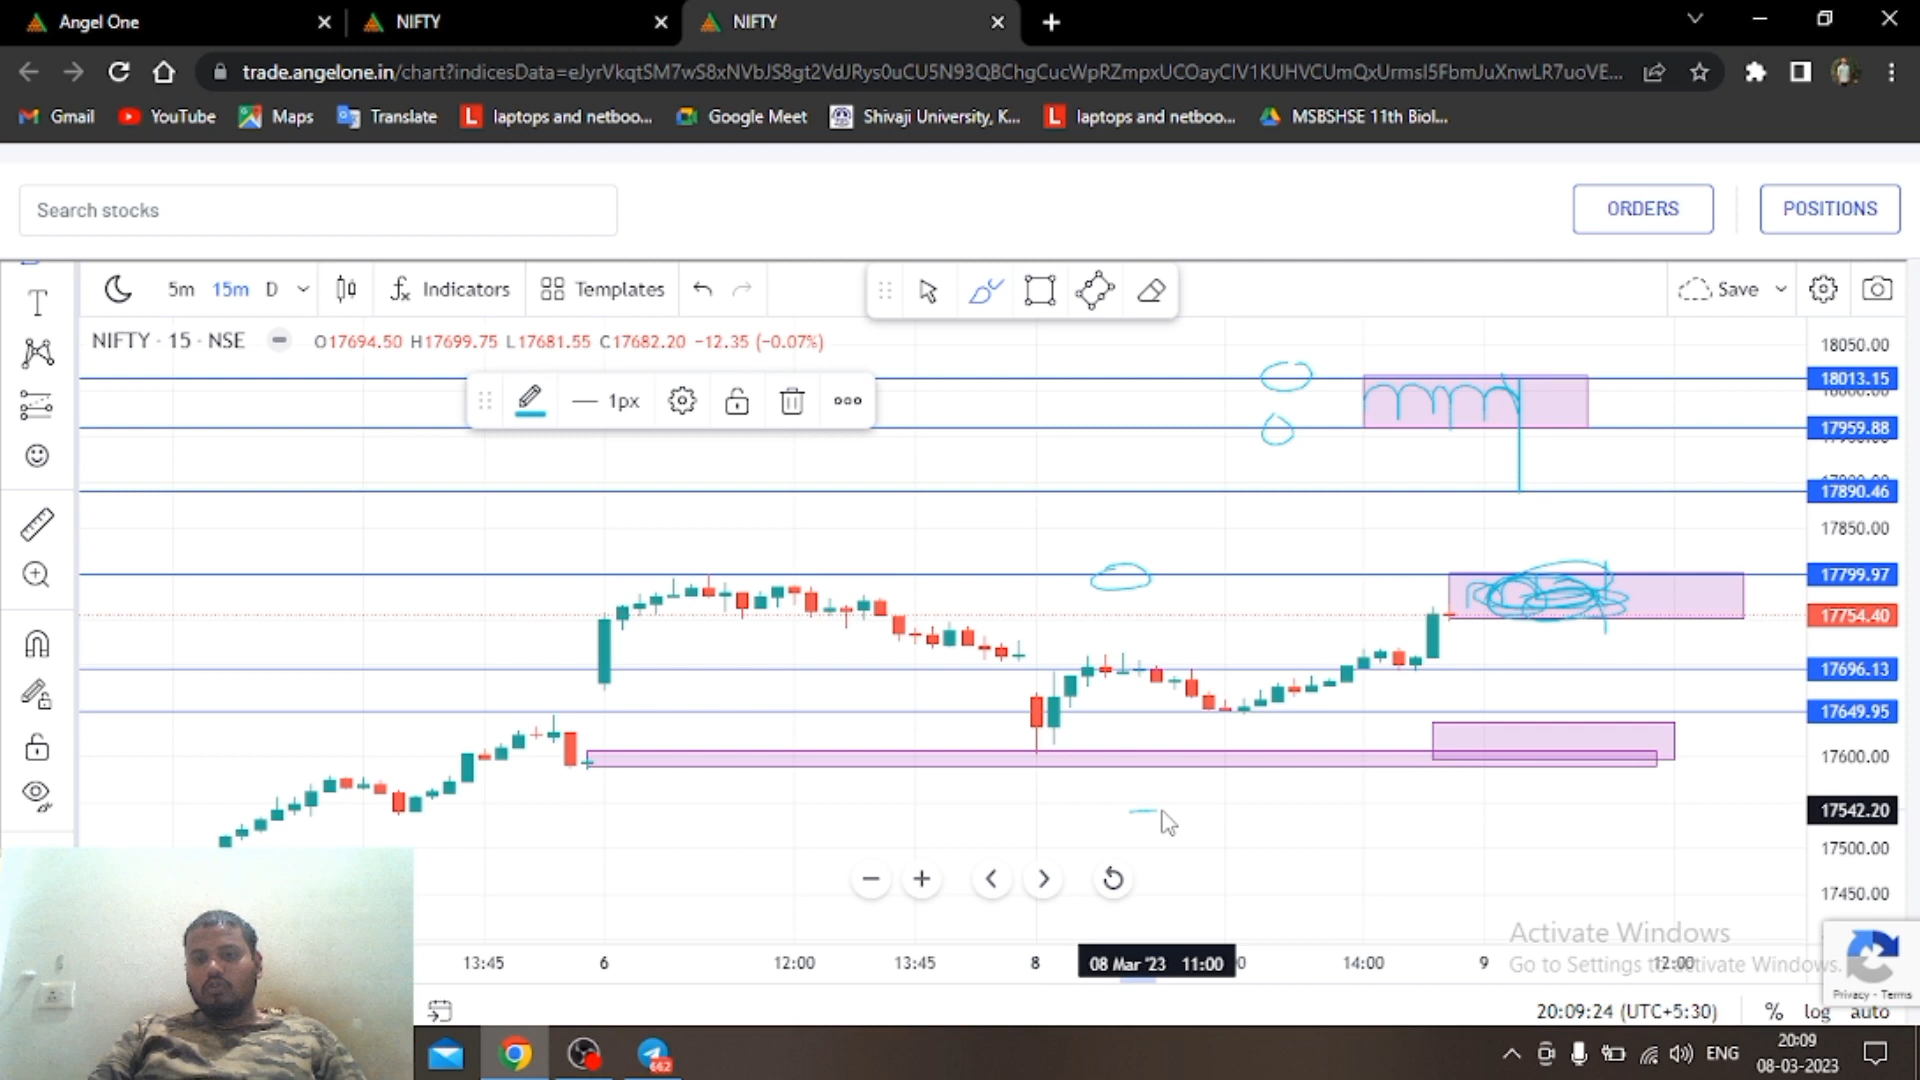 Angel One
NIFTY
NIFTY
trade.angelone.in/chart?indicesData=
Gmail
YouTube
Maps
Translate
laptops and netboo...
Google Meet
Shivaji University, K...
laptops and netboo...
MSBSHSE 11th Biol...
Search stocks
ORDERS
POSITIONS
5m 15m D
Indicators
Templates
Save
NIFTY · 15 · NSE
O17694.50 H17699.75 L17681.55 C17682.20 −12.35 (−0.07%)
1px
18050.00
18013.15
17959.88
17890.46
17850.00
17799.97
17754.40
17696.13
17649.95
17600.00
17542.20
17500.00
17450.00
13:45
6
12:00
13:45
8
08 Mar '23 11:00
14:00
9
12:00
Activate Windows
Go to Settings to activate Windows.
Privacy - Terms
20:09:24 (UTC+5:30)
%
log
auto
662
ENG
20:09
08-03-2023